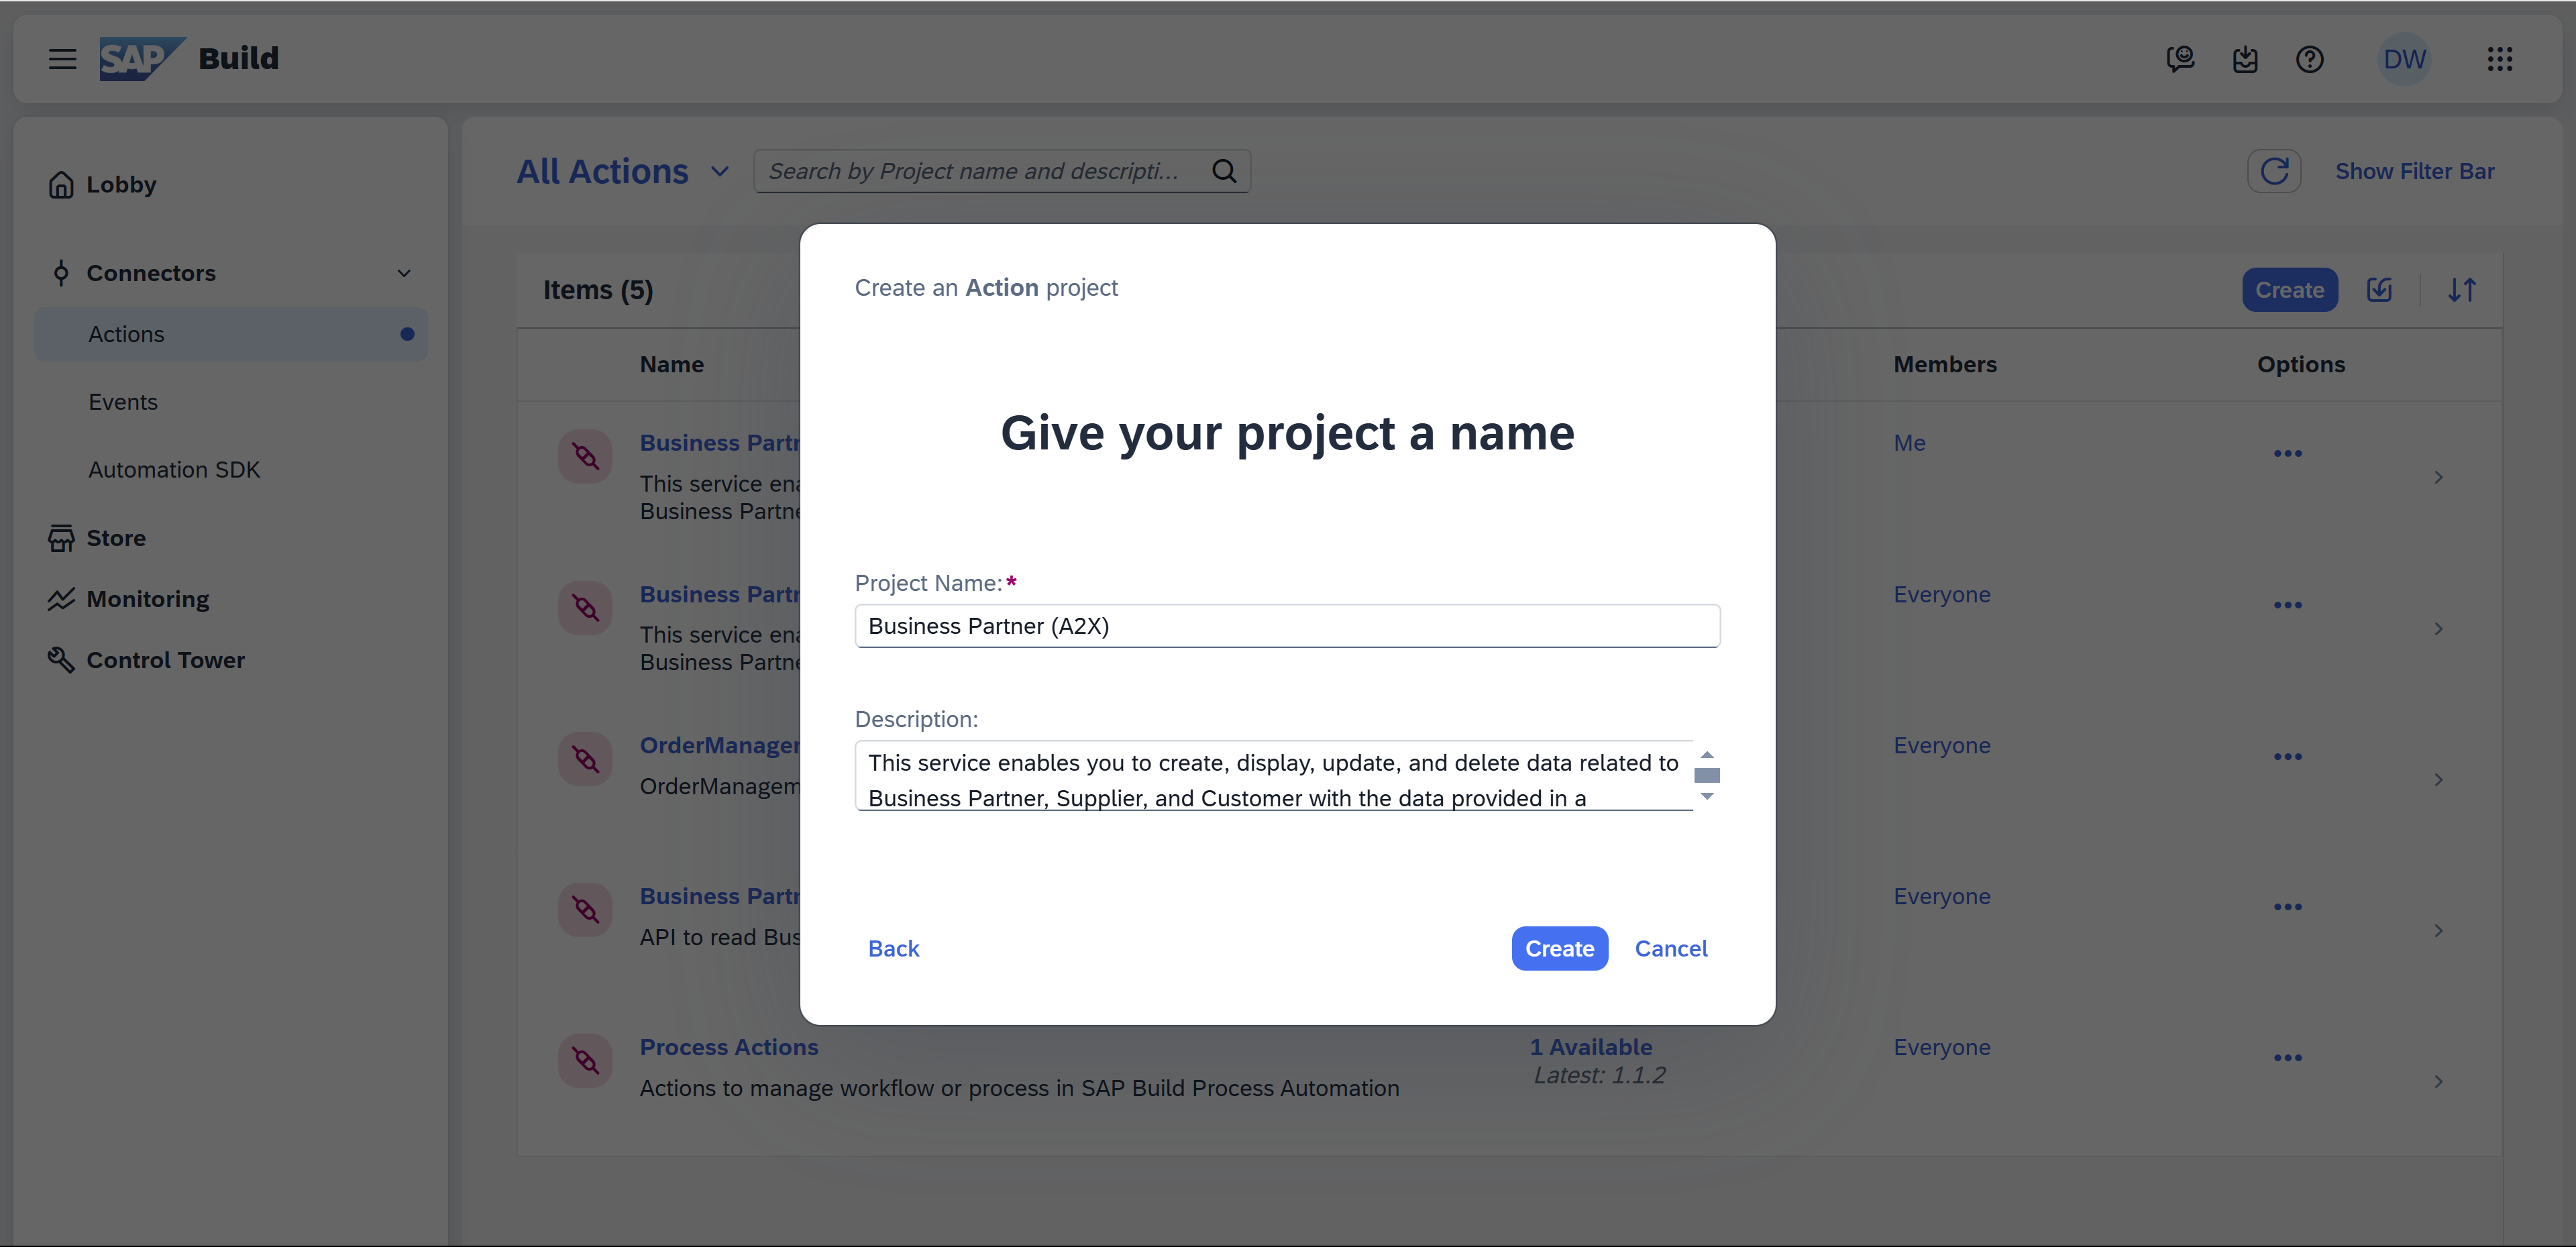 SAP Build
DW
Lobby
Connectors
Actions
Events
Automation SDK
Store
Monitoring
Control Tower
All Actions
Search by Project name and descripti...
Show Filter Bar
Items (5)
Create
Name
Members
Options
Business Partn
This service ena
Business Partne
Me
Business Partn
This service ena
Business Partne
Everyone
OrderManager
OrderManagem
Everyone
Business Partn
API to read Bus
Everyone
Process Actions
Actions to manage workflow or process in SAP Build Process Automation
1 Available
Latest: 1.1.2
Everyone
Create an Action project
Give your project a name
Project Name:*
Business Partner (A2X)
Description:
This service enables you to create, display, update, and delete data related to
Business Partner, Supplier, and Customer with the data provided in a
Back
Create
Cancel